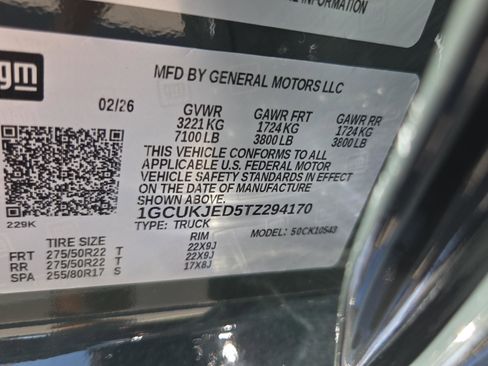 INFORMATION
gm
MFD BY GENERAL MOTORS LLC
02/26
GVWR GAWR FRT GAWR RR
3221 KG 1724 KG 1724 KG
7100 LB 3800 LB 3800 LB
THIS VEHICLE CONFORMS TO ALL
APPLICABLE U.S. FEDERAL MOTOR
VEHICLE SAFETY STANDARDS IN EFFECT
ON THE DATE OF MANUFACTURE
SHOWN ABOVE.
1GCUKJED5TZ294170
TYPE: TRUCK MODEL: 50CK10543
229K
TIRE SIZE RIM
FRT 275/50R22 T 22X9J
RR 275/50R22 T 22X9J
SPA 255/80R17 S 17X8J